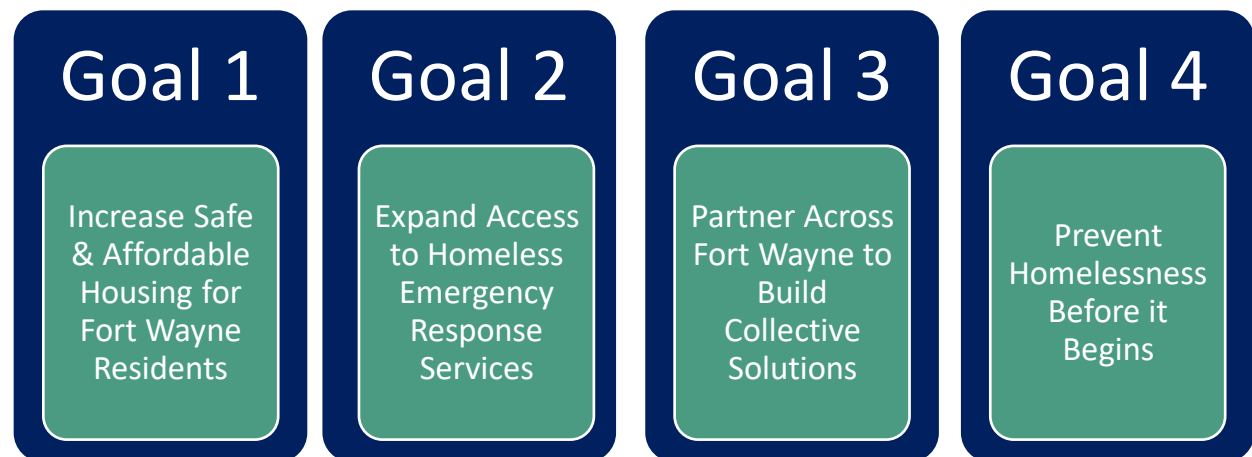 Goal 1
Increase Safe
& Affordable
Housing for
Fort Wayne
Residents
Goal 2
Expand Access
to Homeless
Emergency
Response
Services
Goal 3
Partner Across
Fort Wayne to
Build
Collective
Solutions
Goal 4
Prevent
Homelessness
Before it
Begins